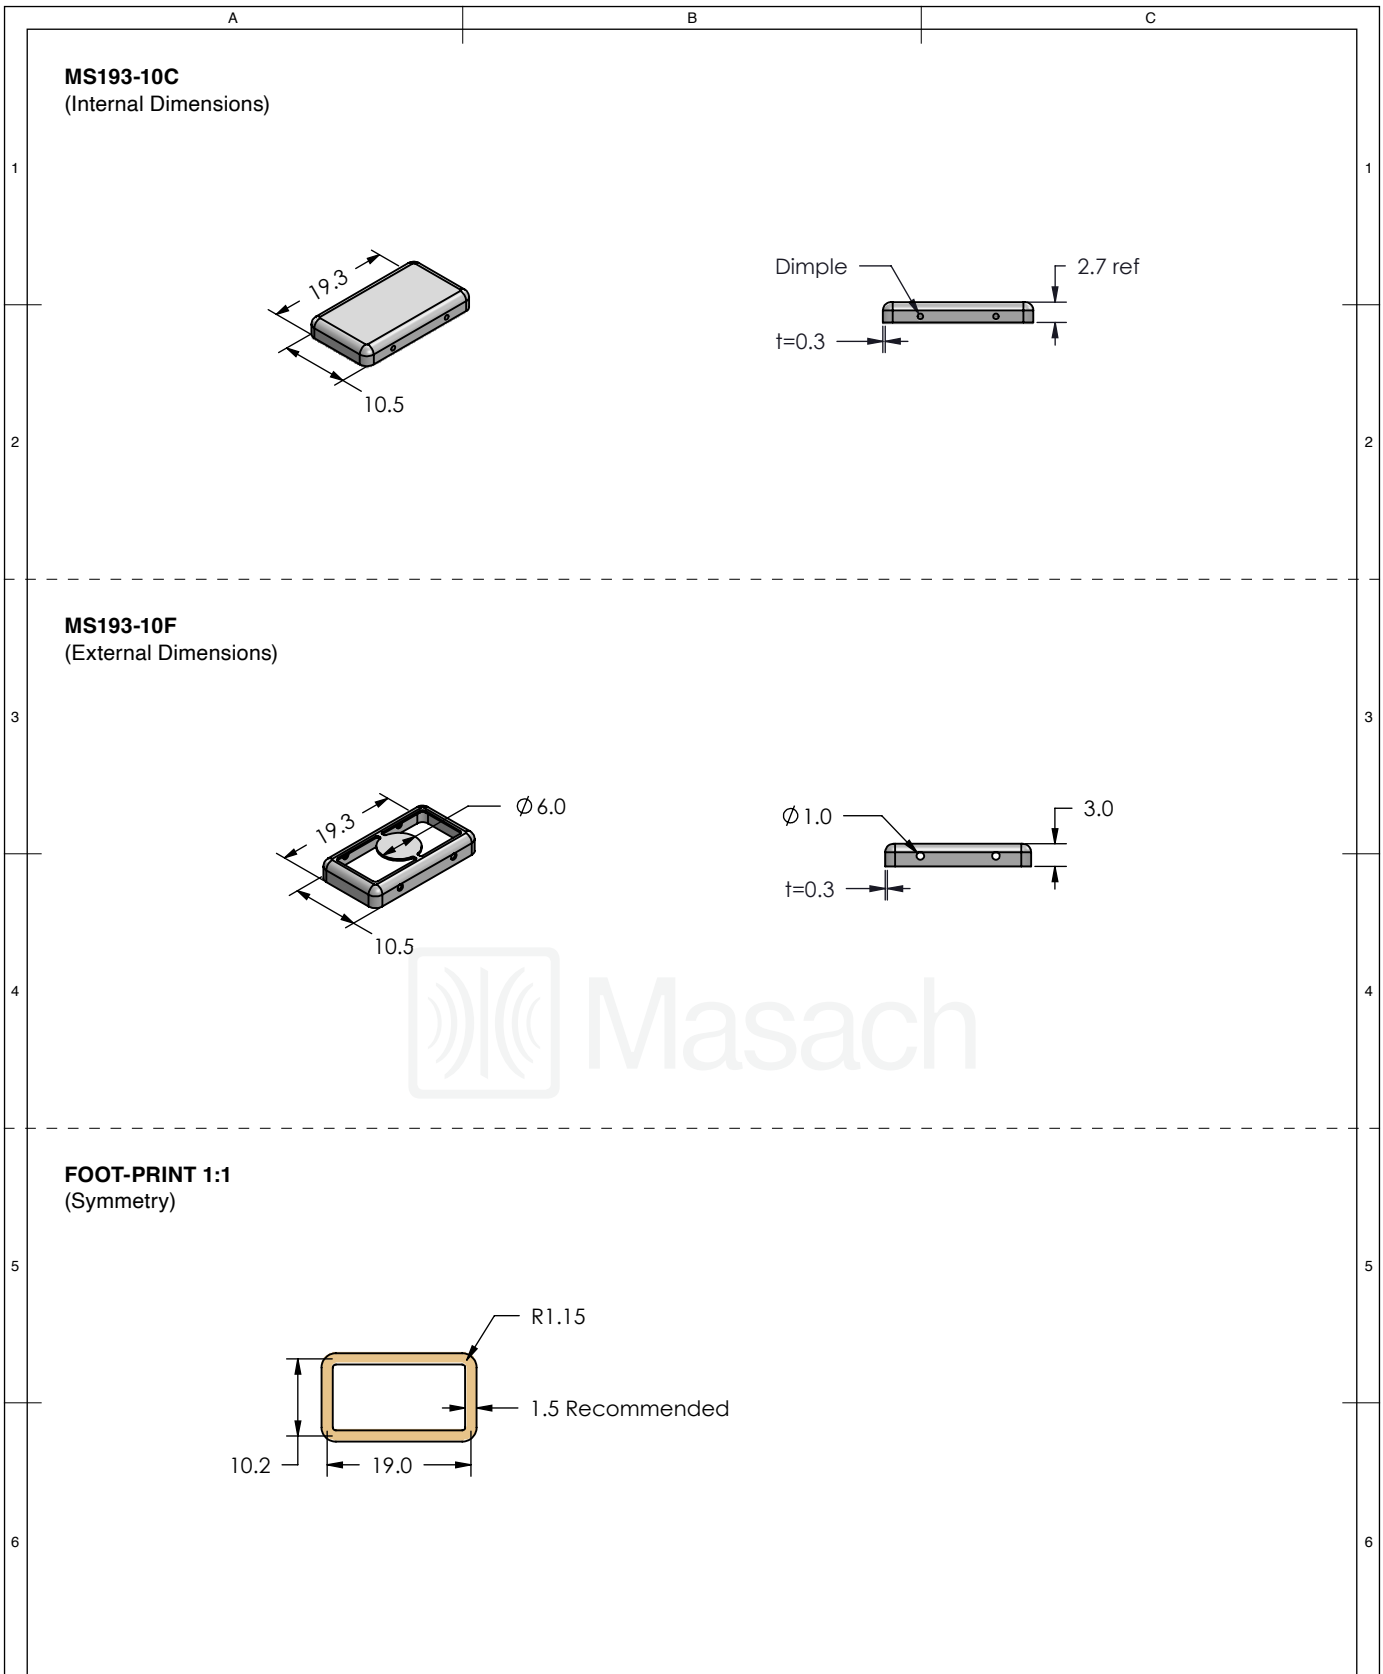 A B C
MS193-10C
(Internal Dimensions)
1 1
19.3
10.5
Dimple
2.7 ref
t=0.3
2 2
MS193-10F
(External Dimensions)
3 3
19.3
Ø6.0
10.5
Ø1.0
3.0
t=0.3
Masach
4 4
FOOT-PRINT 1:1
(Symmetry)
5 5
R1.15
1.5 Recommended
10.2
19.0
6 6